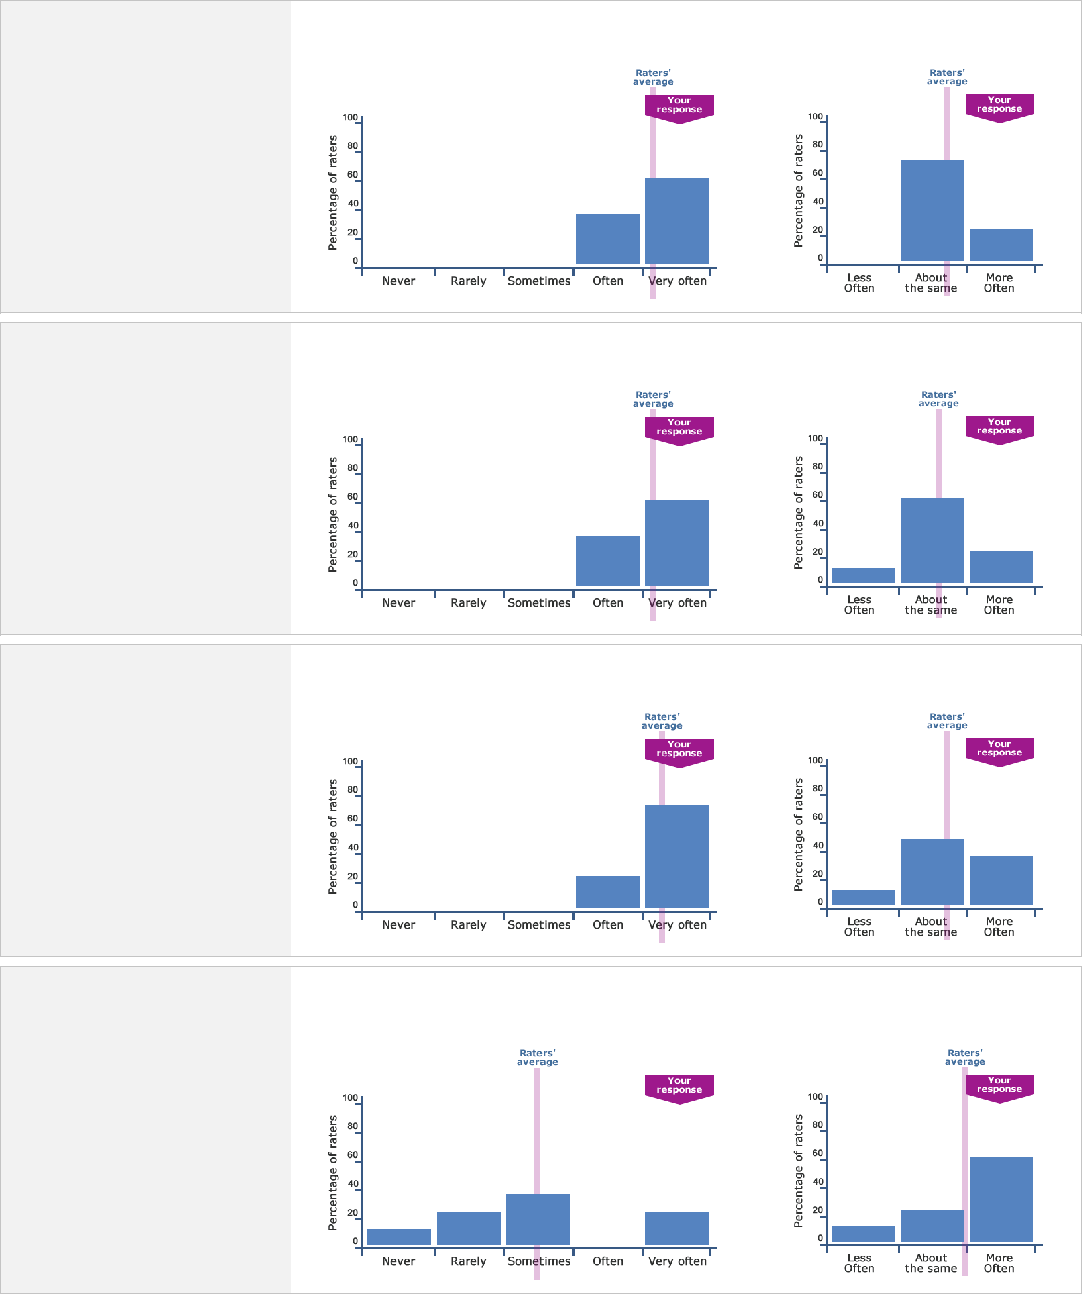 Raters'
average
Your
response
Percentage of raters
100
80
60
40
20
0
Never Rarely Sometimes Often Very often
Raters'
average
Your
response
Percentage of raters
100
80
60
40
20
0
Less
Often
About
the same
More
Often
Raters'
average
Your
response
Percentage of raters
100
80
60
40
20
0
Never Rarely Sometimes Often Very often
Raters'
average
Your
response
Percentage of raters
100
80
60
40
20
0
Less
Often
About
the same
More
Often
Raters'
average
Your
response
Percentage of raters
100
80
60
40
20
0
Never Rarely Sometimes Often Very often
Raters'
average
Your
response
Percentage of raters
100
80
60
40
20
0
Less
Often
About
the same
More
Often
Raters'
average
Your
response
Percentage of raters
100
80
60
40
20
0
Never Rarely Sometimes Often Very often
Raters'
average
Your
response
Percentage of raters
100
80
60
40
20
0
Less
Often
About
the same
More
Often